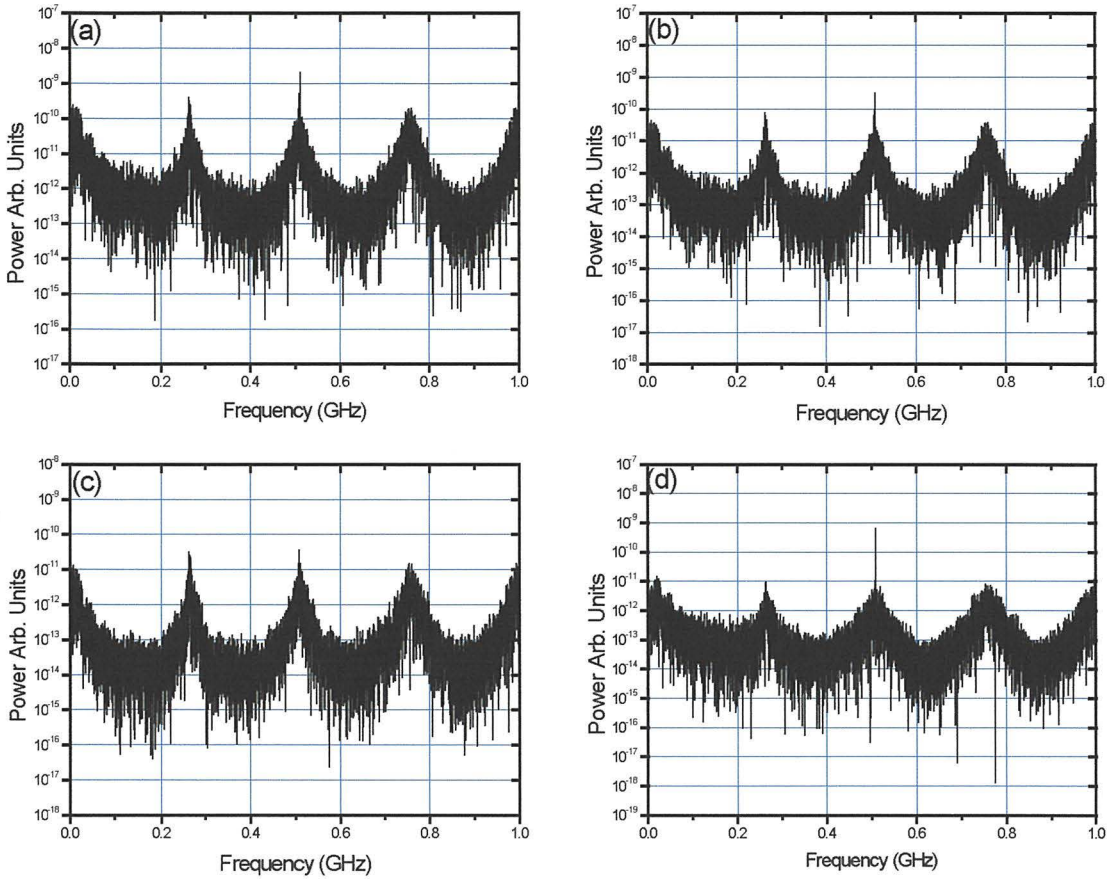 (a)
Power Arb. Units
10⁻⁷
10⁻⁸
10⁻⁹
10⁻¹⁰
10⁻¹¹
10⁻¹²
10⁻¹³
10⁻¹⁴
10⁻¹⁵
10⁻¹⁶
10⁻¹⁷
0.0 0.2 0.4 0.6 0.8 1.0
Frequency (GHz)
(b)
Power Arb. Units
10⁻⁷
10⁻⁸
10⁻⁹
10⁻¹⁰
10⁻¹¹
10⁻¹²
10⁻¹³
10⁻¹⁴
10⁻¹⁵
10⁻¹⁶
10⁻¹⁷
10⁻¹⁸
0.0 0.2 0.4 0.6 0.8 1.0
Frequency (GHz)
(c)
Power Arb. Units
10⁻⁸
10⁻⁹
10⁻¹⁰
10⁻¹¹
10⁻¹²
10⁻¹³
10⁻¹⁴
10⁻¹⁵
10⁻¹⁶
10⁻¹⁷
10⁻¹⁸
0.0 0.2 0.4 0.6 0.8 1.0
Frequency (GHz)
(d)
Power Arb. Units
10⁻⁷
10⁻⁸
10⁻⁹
10⁻¹⁰
10⁻¹¹
10⁻¹²
10⁻¹³
10⁻¹⁴
10⁻¹⁵
10⁻¹⁶
10⁻¹⁷
10⁻¹⁸
10⁻¹⁹
0.0 0.2 0.4 0.6 0.8 1.0
Frequency (GHz)